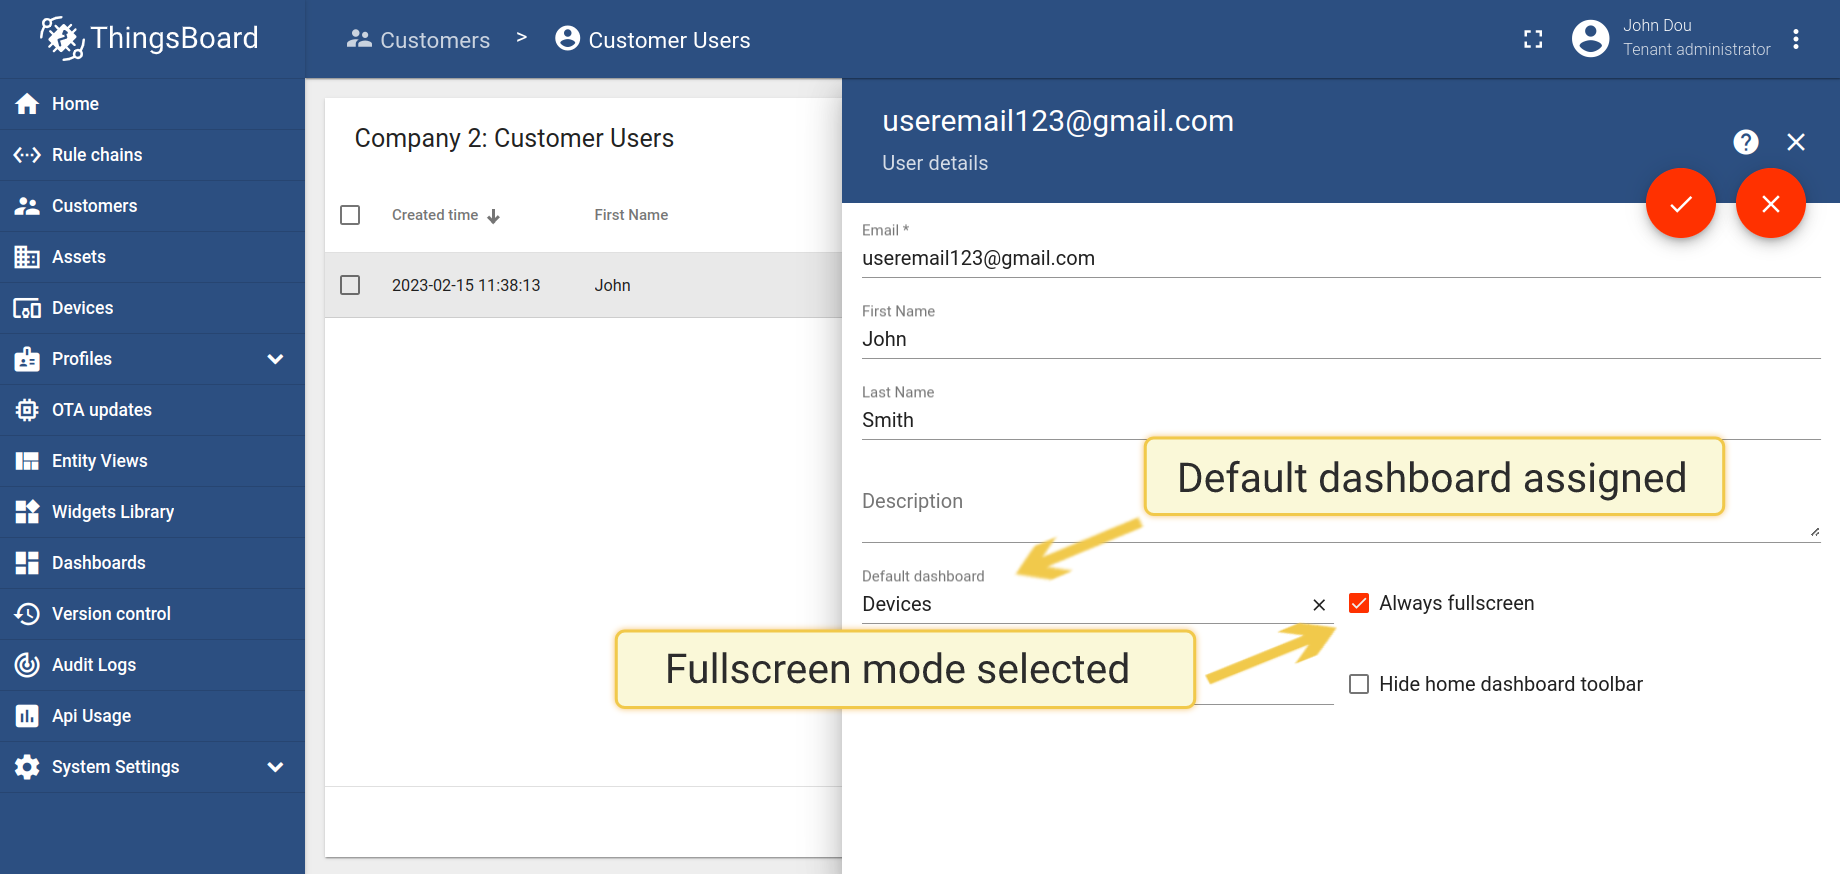 ThingsBoard
Customers > Customer Users
John Dou
Tenant administrator
Home
Rule chains
Customers
Assets
Devices
Profiles
OTA updates
Entity Views
Widgets Library
Dashboards
Version control
Audit Logs
Api Usage
System Settings
Company 2: Customer Users
Created time First Name
2023-02-15 11:38:13 John
useremail123@gmail.com
User details
Email *
useremail123@gmail.com
First Name
John
Last Name
Smith
Default dashboard assigned
Description
Default dashboard
Devices
Always fullscreen
Fullscreen mode selected
Hide home dashboard toolbar